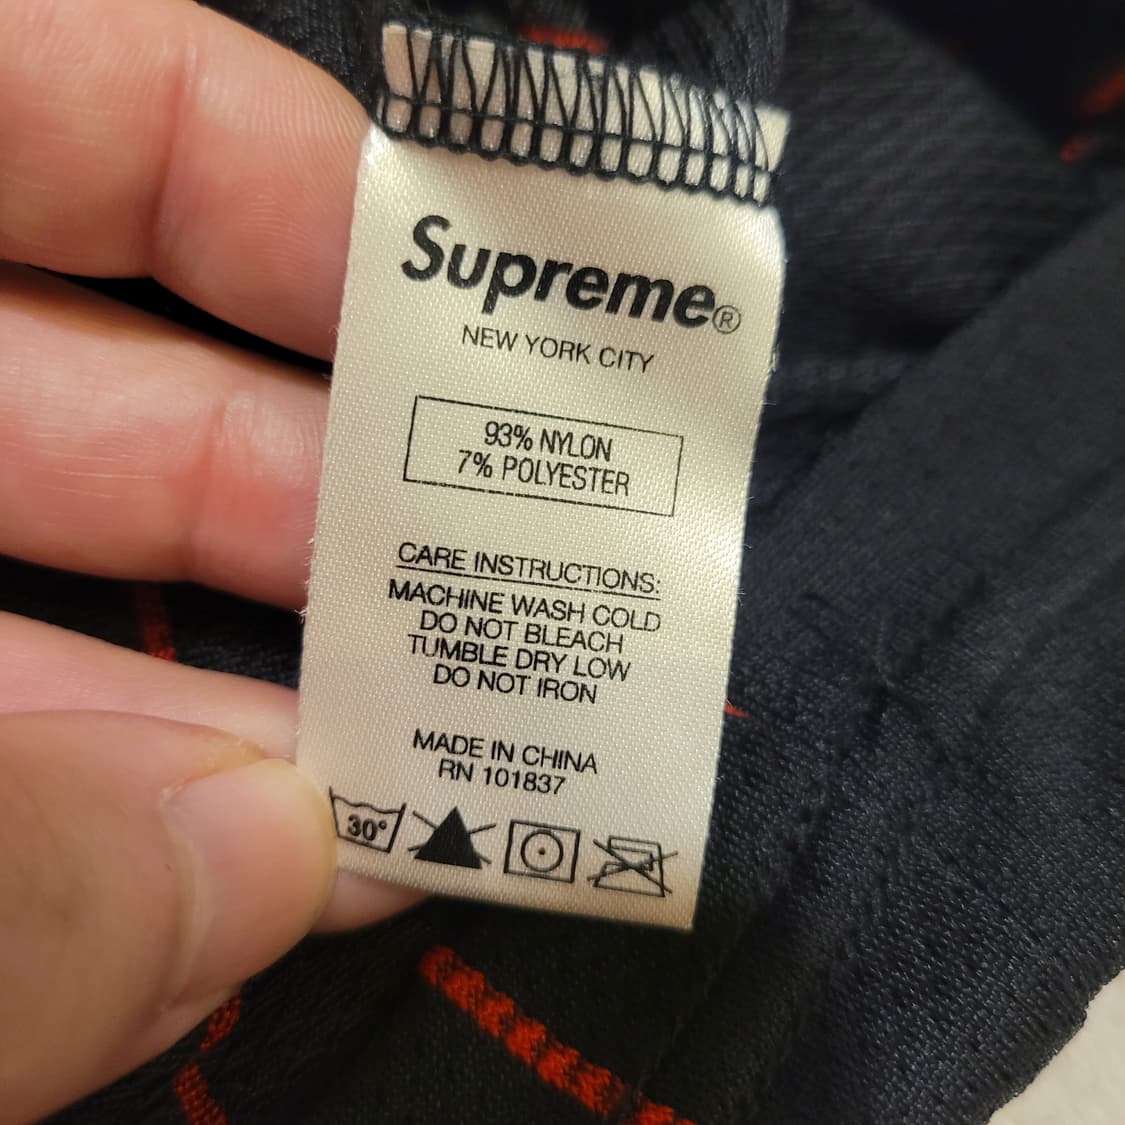 Supreme®
NEW YORK CITY
93% NYLON
7% POLYESTER
CARE INSTRUCTIONS:
MACHINE WASH COLD
DO NOT BLEACH
TUMBLE DRY LOW
DO NOT IRON
MADE IN CHINA
RN 101837
30°